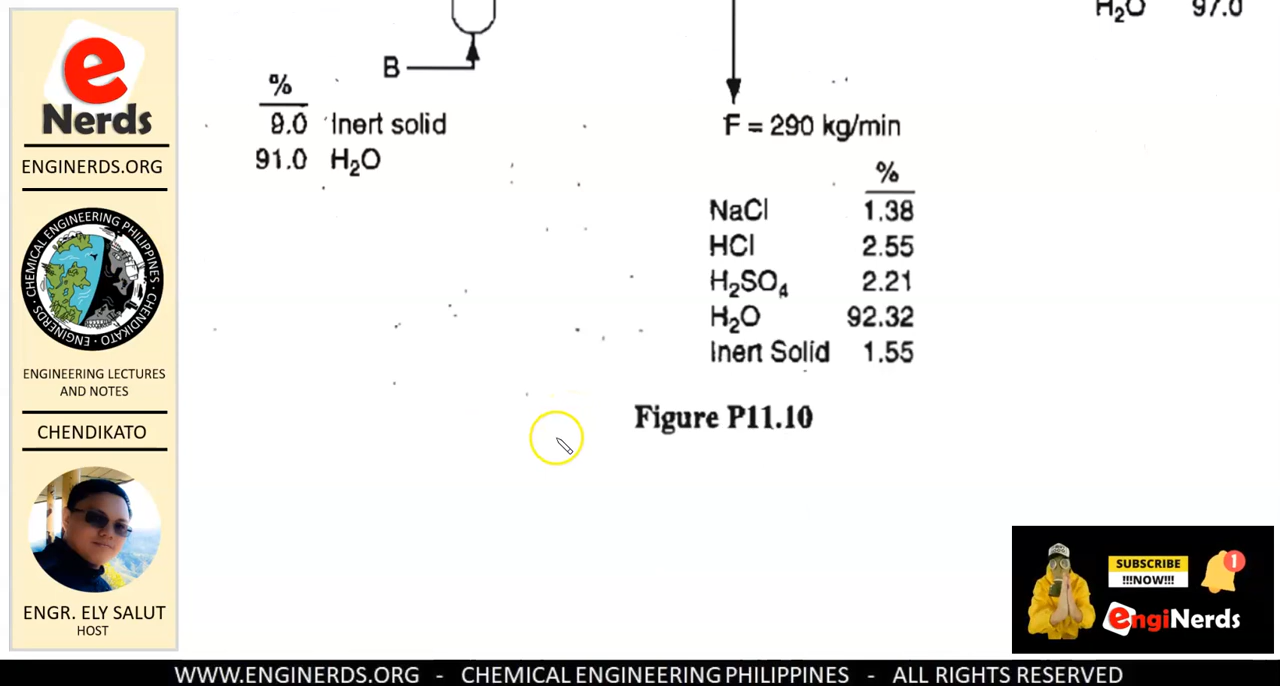 e
Nerds
ENGINERDS.ORG
CHEMICAL ENGINEERING PHILIPPINES - CHENDIKATO - ENGINERDS -
ENGINEERING LECTURES
AND NOTES
CHENDIKATO
ENGR. ELY SALUT
HOST
H₂O 97.0
B
%
9.0 Inert solid
91.0 H₂O
F = 290 kg/min
%
NaCl 1.38
HCl 2.55
H₂SO₄ 2.21
H₂O 92.32
Inert Solid 1.55
Figure P11.10
SUBSCRIBE
!!!NOW!!!
1
engiNerds
WWW.ENGINERDS.ORG - CHEMICAL ENGINEERING PHILIPPINES - ALL RIGHTS RESERVED